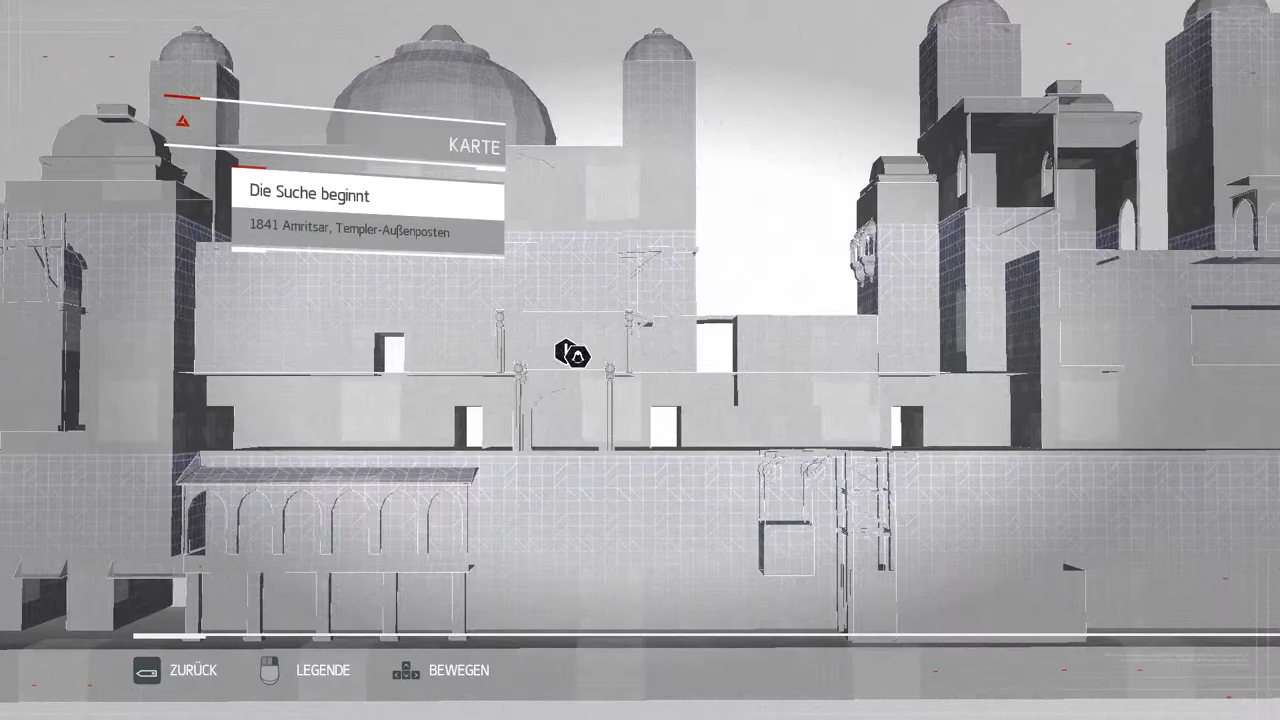 KARTE
Die Suche beginnt
1841 Amritsar, Templer-Außenposten
ZURÜCK
LEGENDE
BEWEGEN